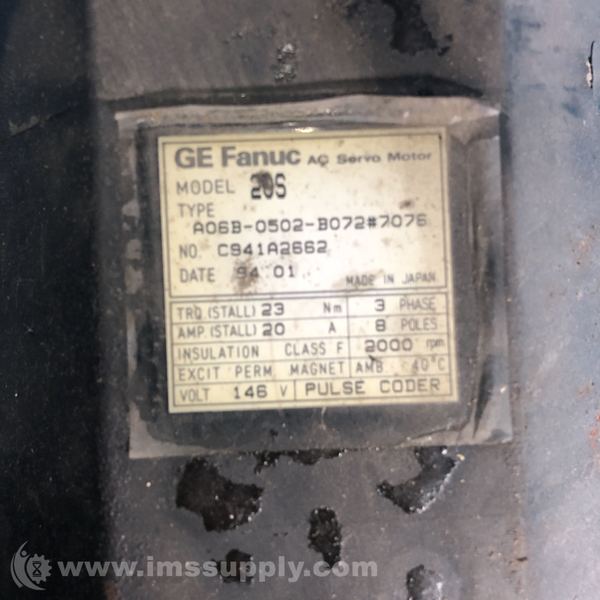 GE Fanuc AC Servo Motor
MODEL 20S
TYPE
A06B-0502-B072#7076
NO. C941A2662
DATE 94.01 MADE IN JAPAN
TRQ.(STALL) 23 Nm 3 PHASE
AMP.(STALL) 20 A 8 POLES
INSULATION CLASS F 2000 rpm
EXCIT PERM. MAGNET AMB. 40°C
VOLT 146 V PULSE CODER
www.imssupply.com